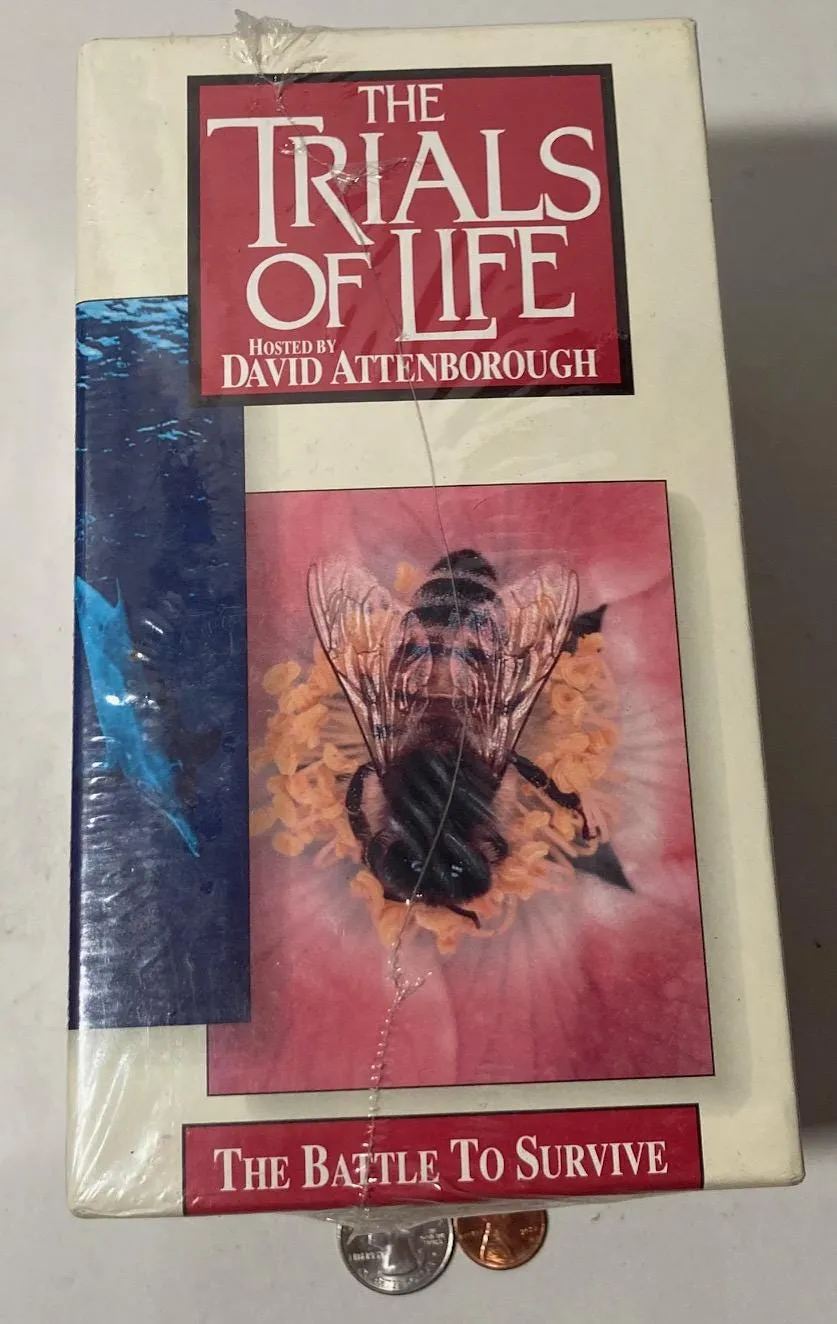 THE
TRIALS
OF LIFE
HOSTED BY
DAVID ATTENBOROUGH
THE BATTLE TO SURVIVE